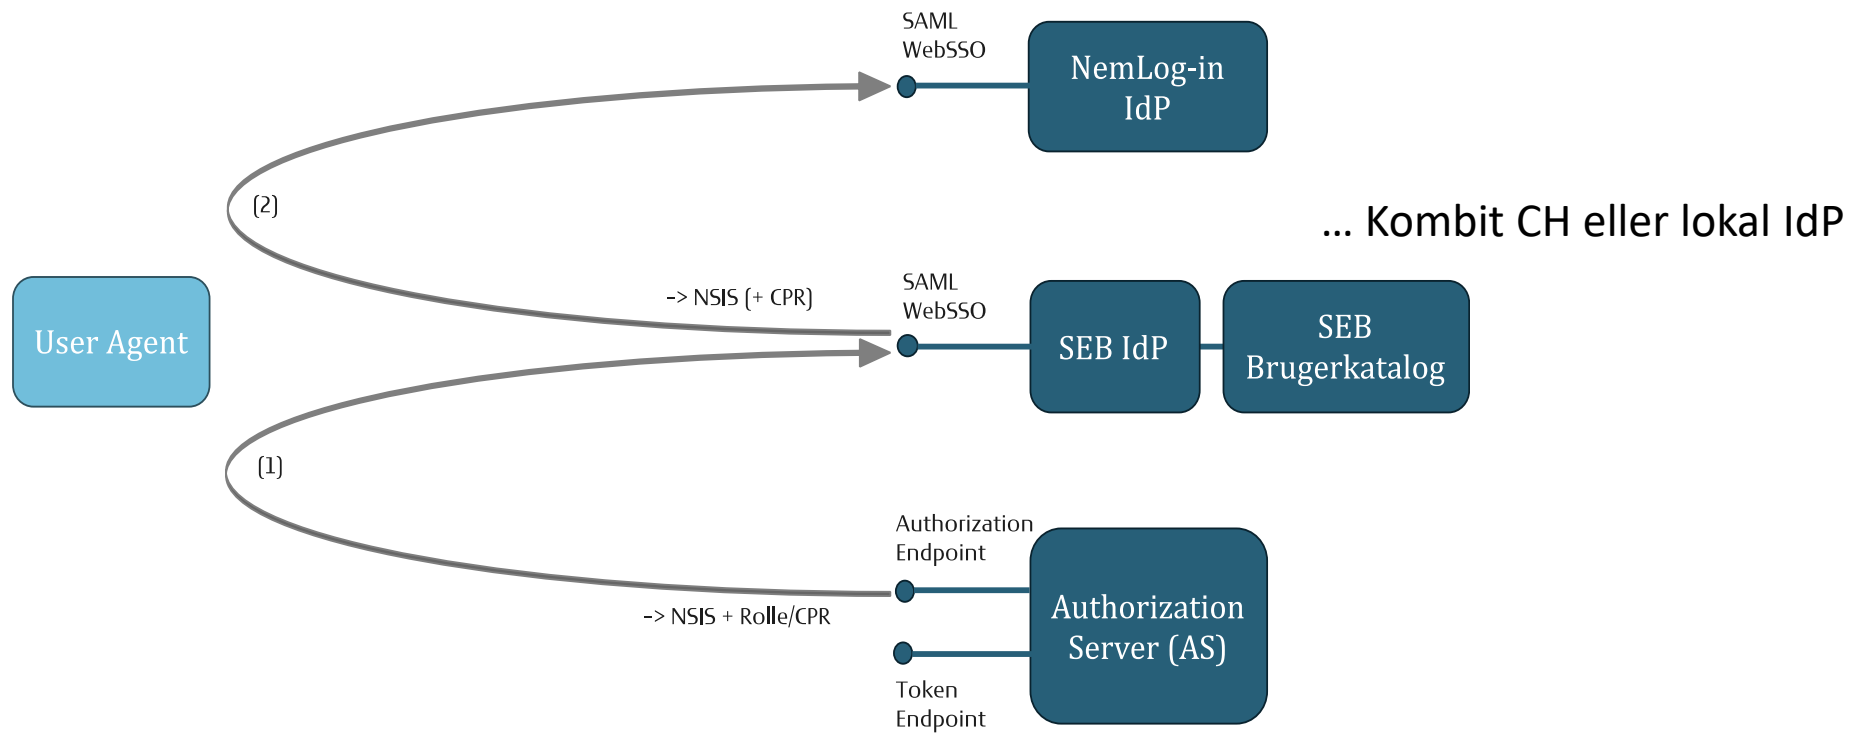 SAML
WebSSO
NemLog-in
IdP
(2)
... Kombit CH eller lokal IdP
-> NSIS (+ CPR)
SAML
WebSSO
User Agent
SEB IdP
SEB
Brugerkatalog
(1)
Authorization
Endpoint
-> NSIS + Rolle/CPR
Authorization
Server (AS)
Token
Endpoint